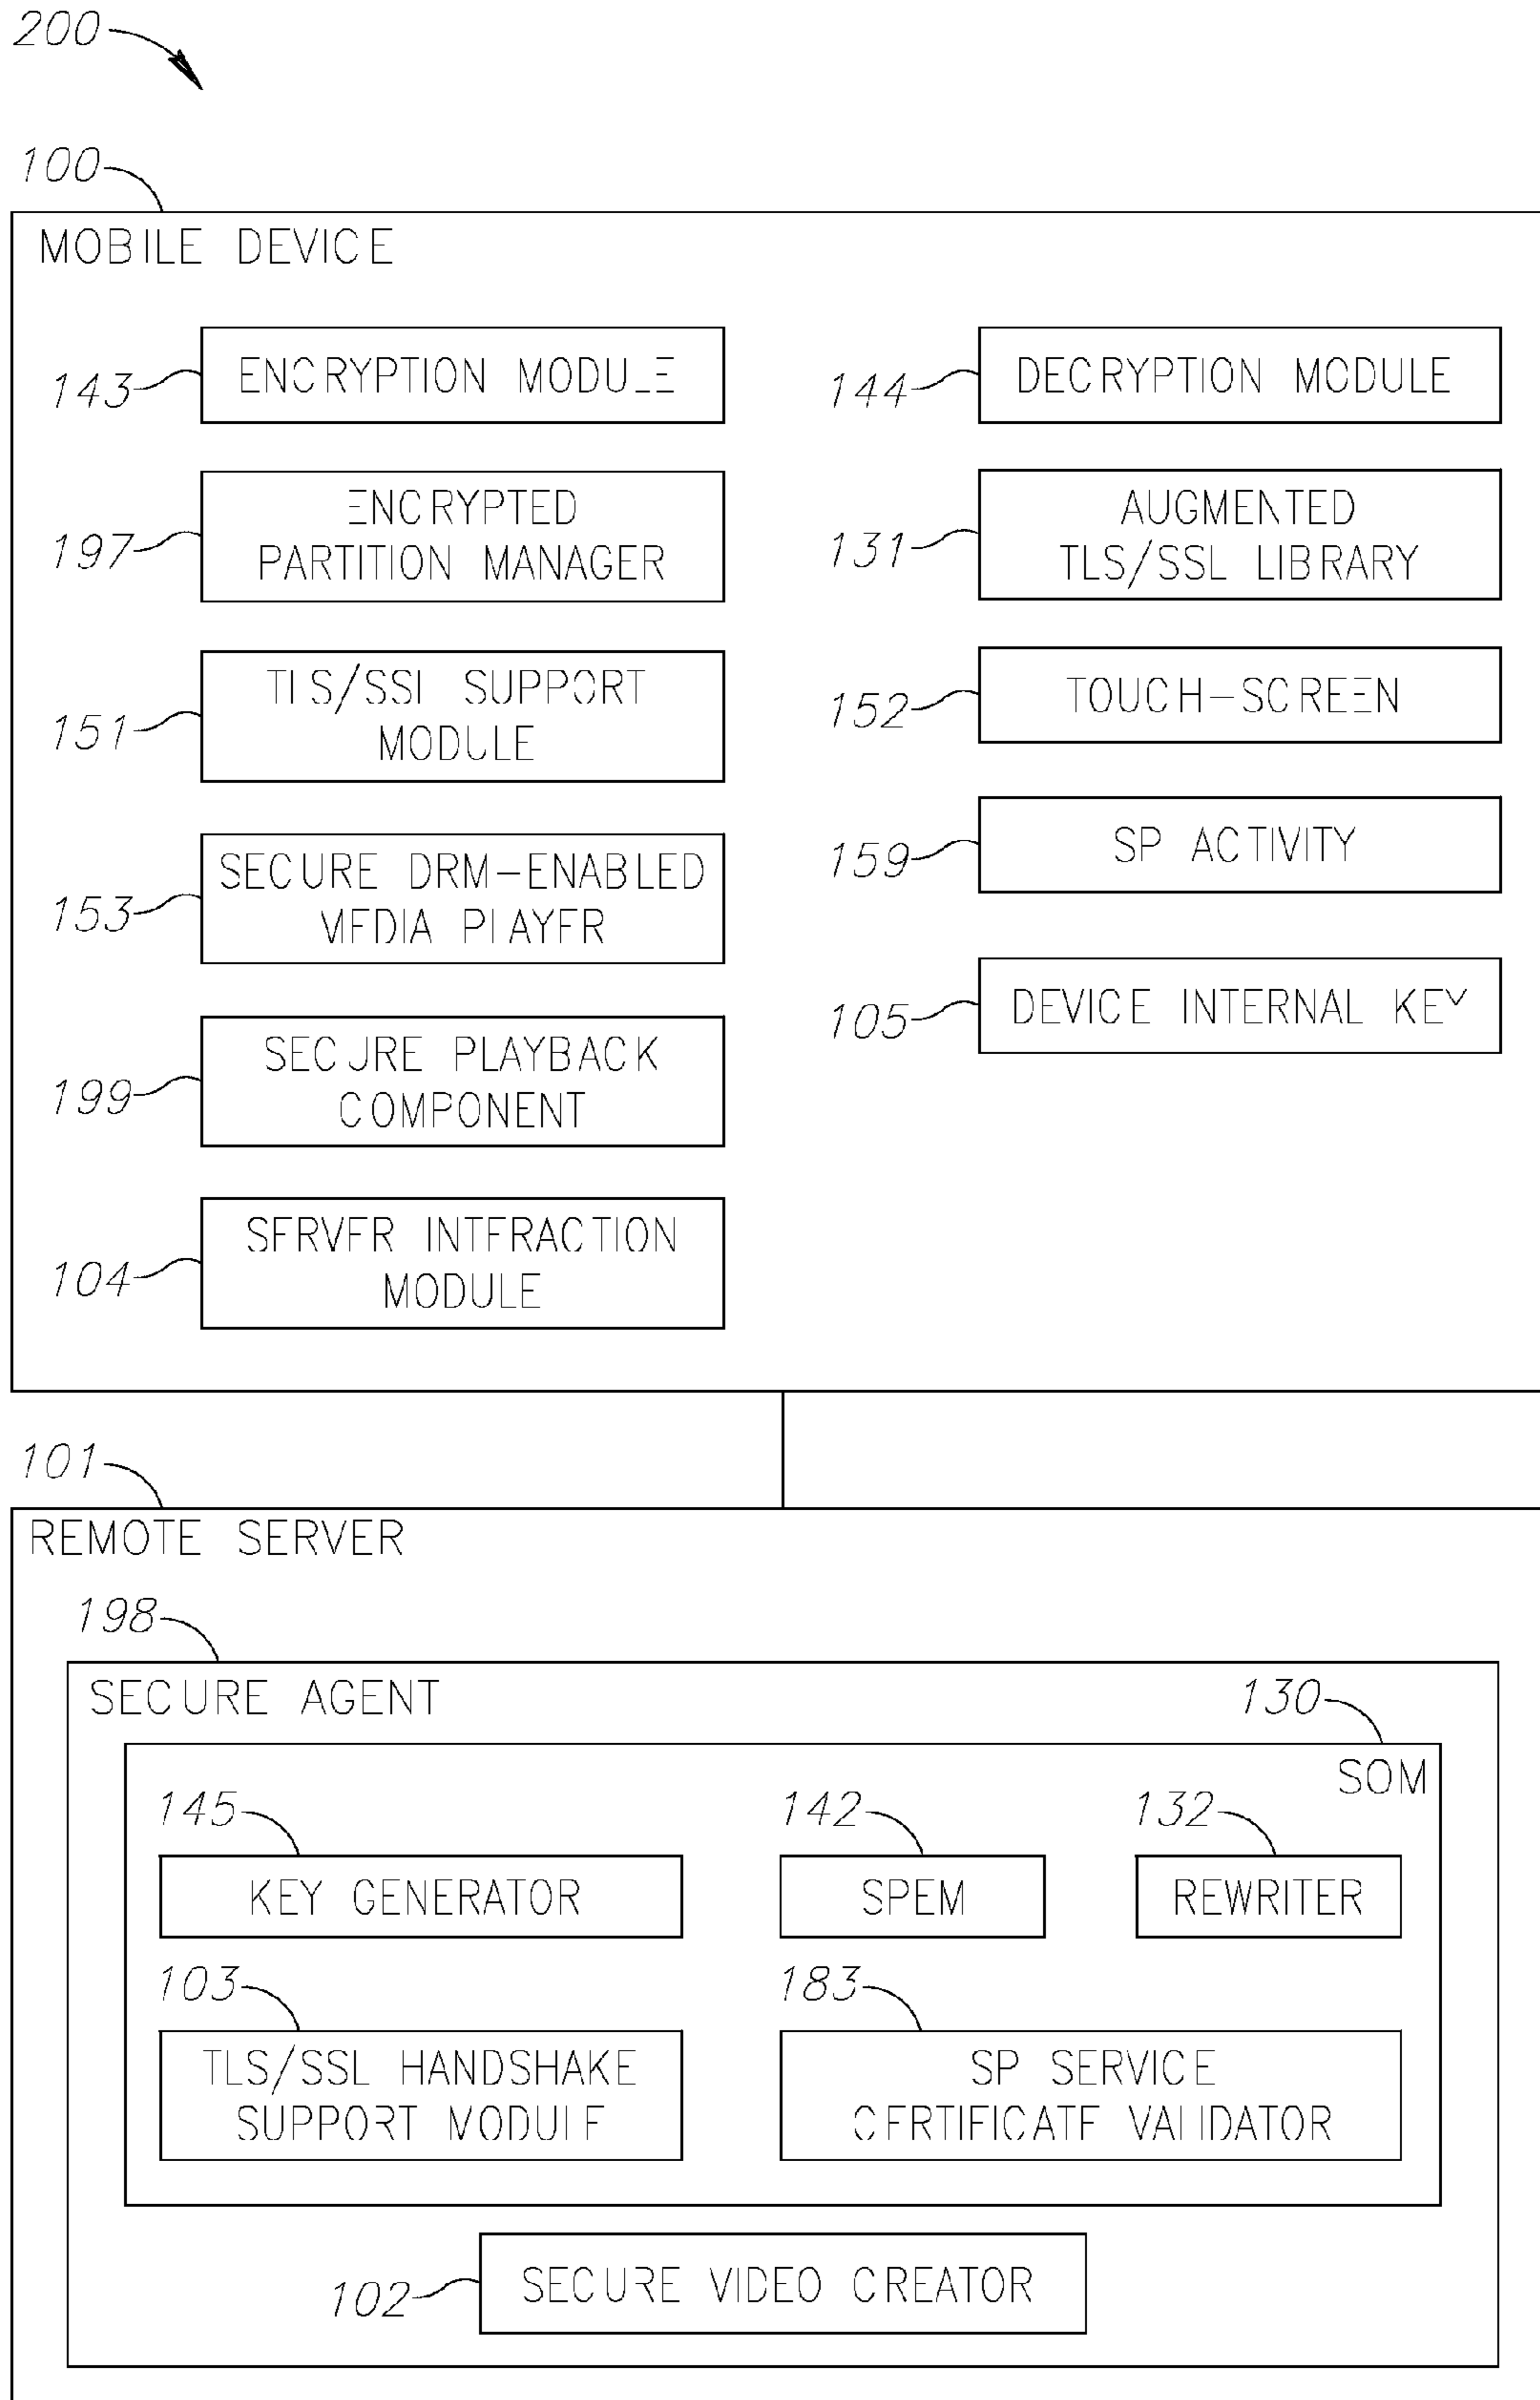 200
100
MOBILE DEVICE
143
ENCRYPTION MODULE
144
DECRYPTION MODULE
197
ENCRYPTED
PARTITION MANAGER
131
AUGMENTED
TLS/SSL LIBRARY
151
TLS/SSL SUPPORT
MODULE
152
TOUCH-SCREEN
153
SECURE DRM-ENABLED
MEDIA PLAYER
159
SP ACTIVITY
199
SECURE PLAYBACK
COMPONENT
105
DEVICE INTERNAL KEY
104
SERVER INTERACTION
MODULE
101
REMOTE SERVER
198
SECURE AGENT
130
SOM
145
KEY GENERATOR
142
SPEM
132
REWRITER
103
TLS/SSL HANDSHAKE
SUPPORT MODULE
183
SP SERVICE
CERTIFICATE VALIDATOR
102
SECURE VIDEO CREATOR